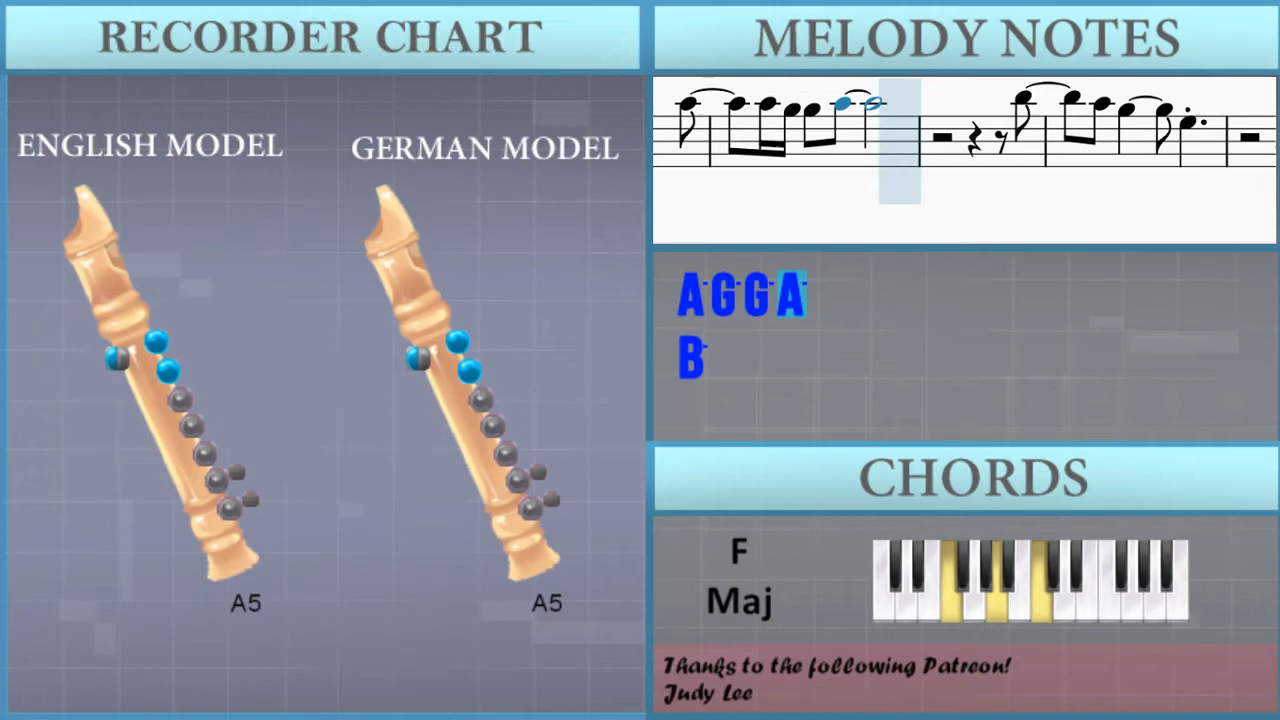 RECORDER CHART
MELODY NOTES
ENGLISH MODEL
GERMAN MODEL
A5
A5
A G G A
B
CHORDS
F
Maj
Thanks to the following Patreon!
Judy Lee